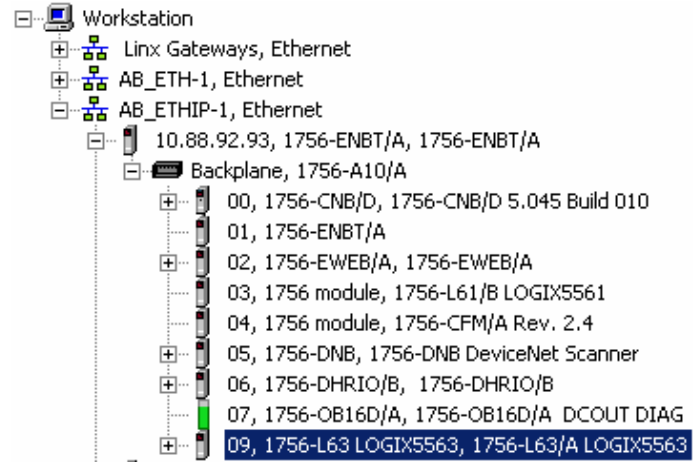 Workstation
Linx Gateways, Ethernet
AB_ETH-1, Ethernet
AB_ETHIP-1, Ethernet
10.88.92.93, 1756-ENBT/A, 1756-ENBT/A
Backplane, 1756-A10/A
00, 1756-CNB/D, 1756-CNB/D 5.045 Build 010
01, 1756-ENBT/A
02, 1756-EWEB/A, 1756-EWEB/A
03, 1756 module, 1756-L61/B LOGIX5561
04, 1756 module, 1756-CFM/A Rev. 2.4
05, 1756-DNB, 1756-DNB DeviceNet Scanner
06, 1756-DHRIO/B, 1756-DHRIO/B
07, 1756-OB16D/A, 1756-OB16D/A DCOUT DIAG
09, 1756-L63 LOGIX5563, 1756-L63/A LOGIX5563